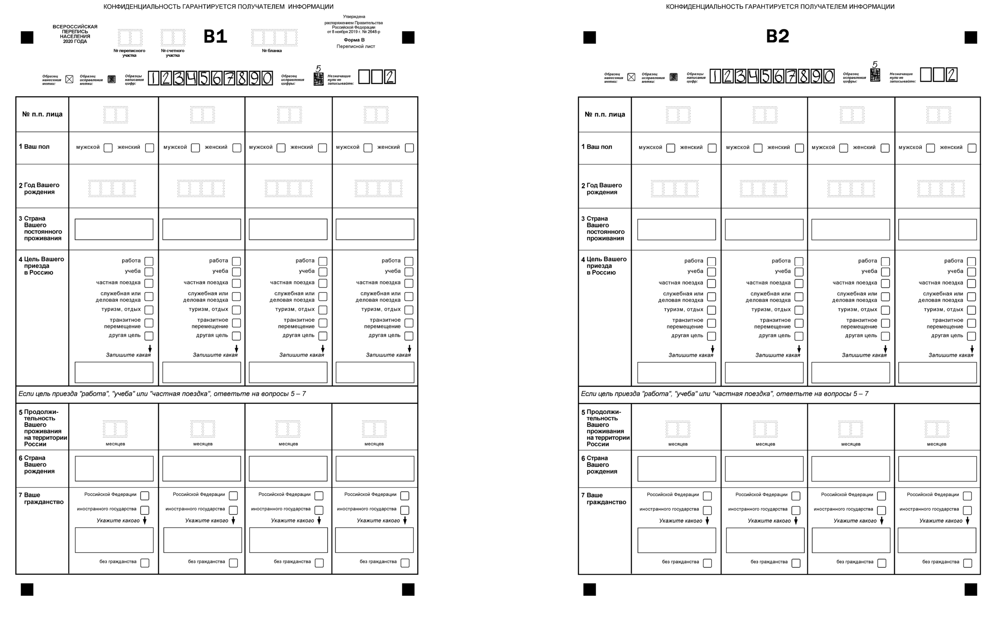 КОНФИДЕНЦИАЛЬНОСТЬ ГАРАНТИРУЕТСЯ ПОЛУЧАТЕЛЕМ ИНФОРМАЦИИ
ВСЕРОССИЙСКАЯ
ПЕРЕПИСЬ
НАСЕЛЕНИЯ
2020 ГОДА
№ переписного
участка
№ счетного
участка
В1
№ бланка
Утверждена
распоряжением Правительства
Российской Федерации
от 8 ноября 2019 г. № 2648-р
Форма В
Переписной лист
Образец
нанесения
метки:
Образец
исправления
метки:
Образцы
написания
цифр:
1 2 3 4 5 6 7 8 9 0
Образец
исправления
цифры:
5
Незначащие
нули не
записывайте:
2
№ п.п. лица
1 Ваш пол
мужской женский мужской женский мужской женский мужской женский
2 Год Вашего
рождения
3 Страна
Вашего
постоянного
проживания
4 Цель Вашего
приезда
в Россию
работа работа работа работа
учеба учеба учеба учеба
частная поездка частная поездка частная поездка частная поездка
служебная или служебная или служебная или служебная или
деловая поездка деловая поездка деловая поездка деловая поездка
туризм, отдых туризм, отдых туризм, отдых туризм, отдых
транзитное транзитное транзитное транзитное
перемещение перемещение перемещение перемещение
другая цель другая цель другая цель другая цель
Запишите какая Запишите какая Запишите какая Запишите какая
Если цель приезда "работа", "учеба" или "частная поездка", ответьте на вопросы 5 – 7
5 Продолжи-
тельность
Вашего
проживания
на территории
России
месяцев месяцев месяцев месяцев
6 Страна
Вашего
рождения
7 Ваше
гражданство
Российской Федерации Российской Федерации Российской Федерации Российской Федерации
иностранного государства иностранного государства иностранного государства иностранного государства
Укажите какого Укажите какого Укажите какого Укажите какого
без гражданства без гражданства без гражданства без гражданства
КОНФИДЕНЦИАЛЬНОСТЬ ГАРАНТИРУЕТСЯ ПОЛУЧАТЕЛЕМ ИНФОРМАЦИИ
В2
Образец
нанесения
метки:
Образец
исправления
метки:
Образцы
написания
цифр:
1 2 3 4 5 6 7 8 9 0
Образец
исправления
цифры:
5
Незначащие
нули не
записывайте:
2
№ п.п. лица
1 Ваш пол
мужской женский мужской женский мужской женский мужской женский
2 Год Вашего
рождения
3 Страна
Вашего
постоянного
проживания
4 Цель Вашего
приезда
в Россию
работа работа работа работа
учеба учеба учеба учеба
частная поездка частная поездка частная поездка частная поездка
служебная или служебная или служебная или служебная или
деловая поездка деловая поездка деловая поездка деловая поездка
туризм, отдых туризм, отдых туризм, отдых туризм, отдых
транзитное транзитное транзитное транзитное
перемещение перемещение перемещение перемещение
другая цель другая цель другая цель другая цель
Запишите какая Запишите какая Запишите какая Запишите какая
Если цель приезда "работа", "учеба" или "частная поездка", ответьте на вопросы 5 – 7
5 Продолжи-
тельность
Вашего
проживания
на территории
России
месяцев месяцев месяцев месяцев
6 Страна
Вашего
рождения
7 Ваше
гражданство
Российской Федерации Российской Федерации Российской Федерации Российской Федерации
иностранного государства иностранного государства иностранного государства иностранного государства
Укажите какого Укажите какого Укажите какого Укажите какого
без гражданства без гражданства без гражданства без гражданства